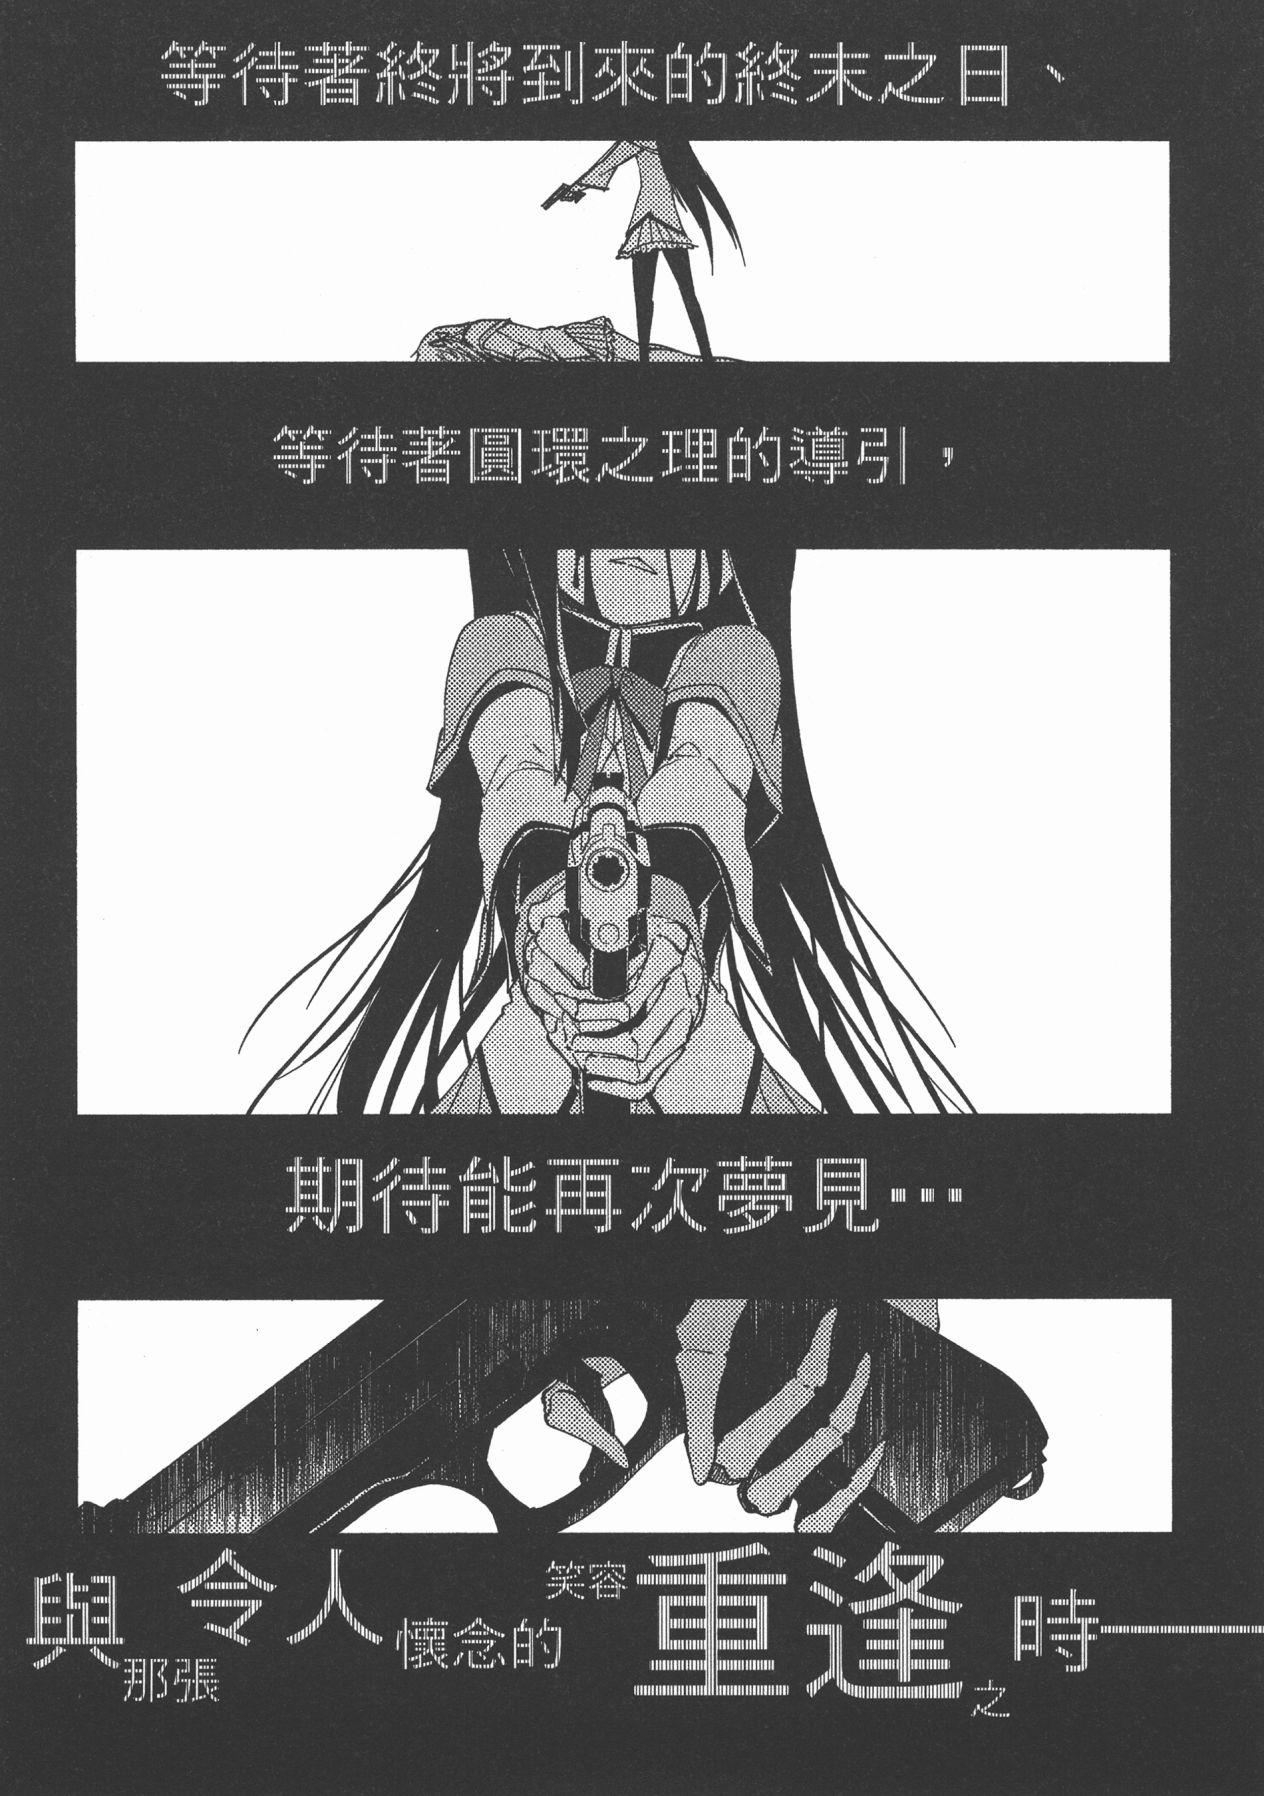 等待著終將到來的終末之日、
等待著圓環之理的導引，
期待能再次夢見…
與那張令人懷念的笑容重逢之時——